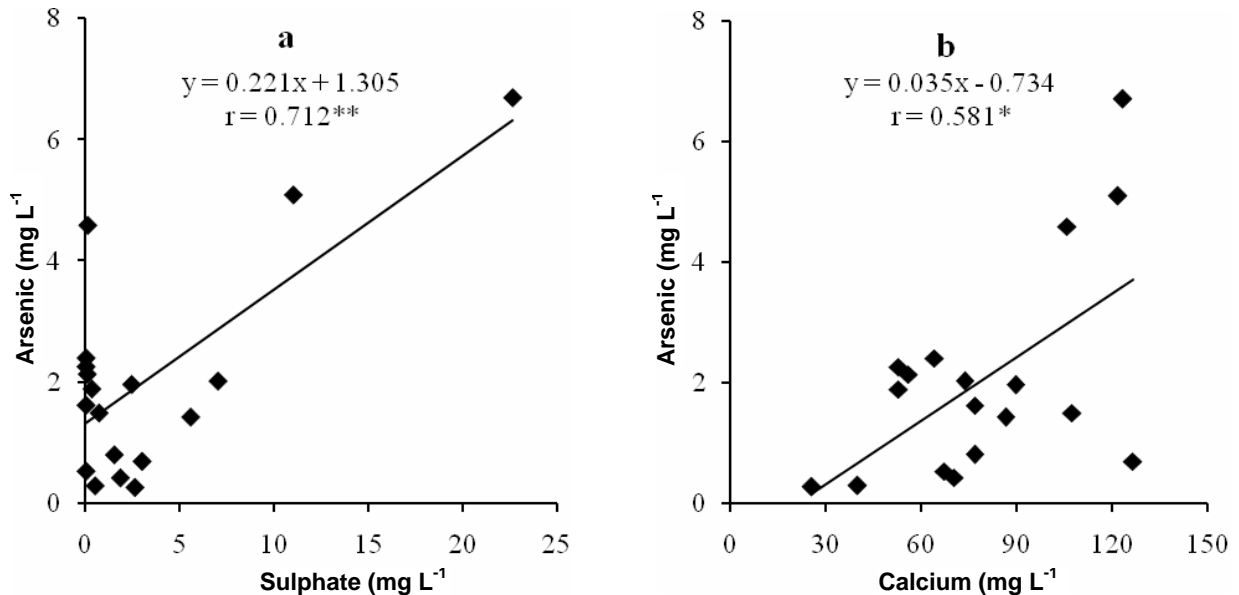 a
y = 0.221x + 1.305
r = 0.712**
8
6
4
2
0
0 5 10 15 20 25
Arsenic (mg L-1)
Sulphate (mg L-1)
b
y = 0.035x - 0.734
r = 0.581*
8
6
4
2
0
0 30 60 90 120 150
Arsenic (mg L-1)
Calcium (mg L-1